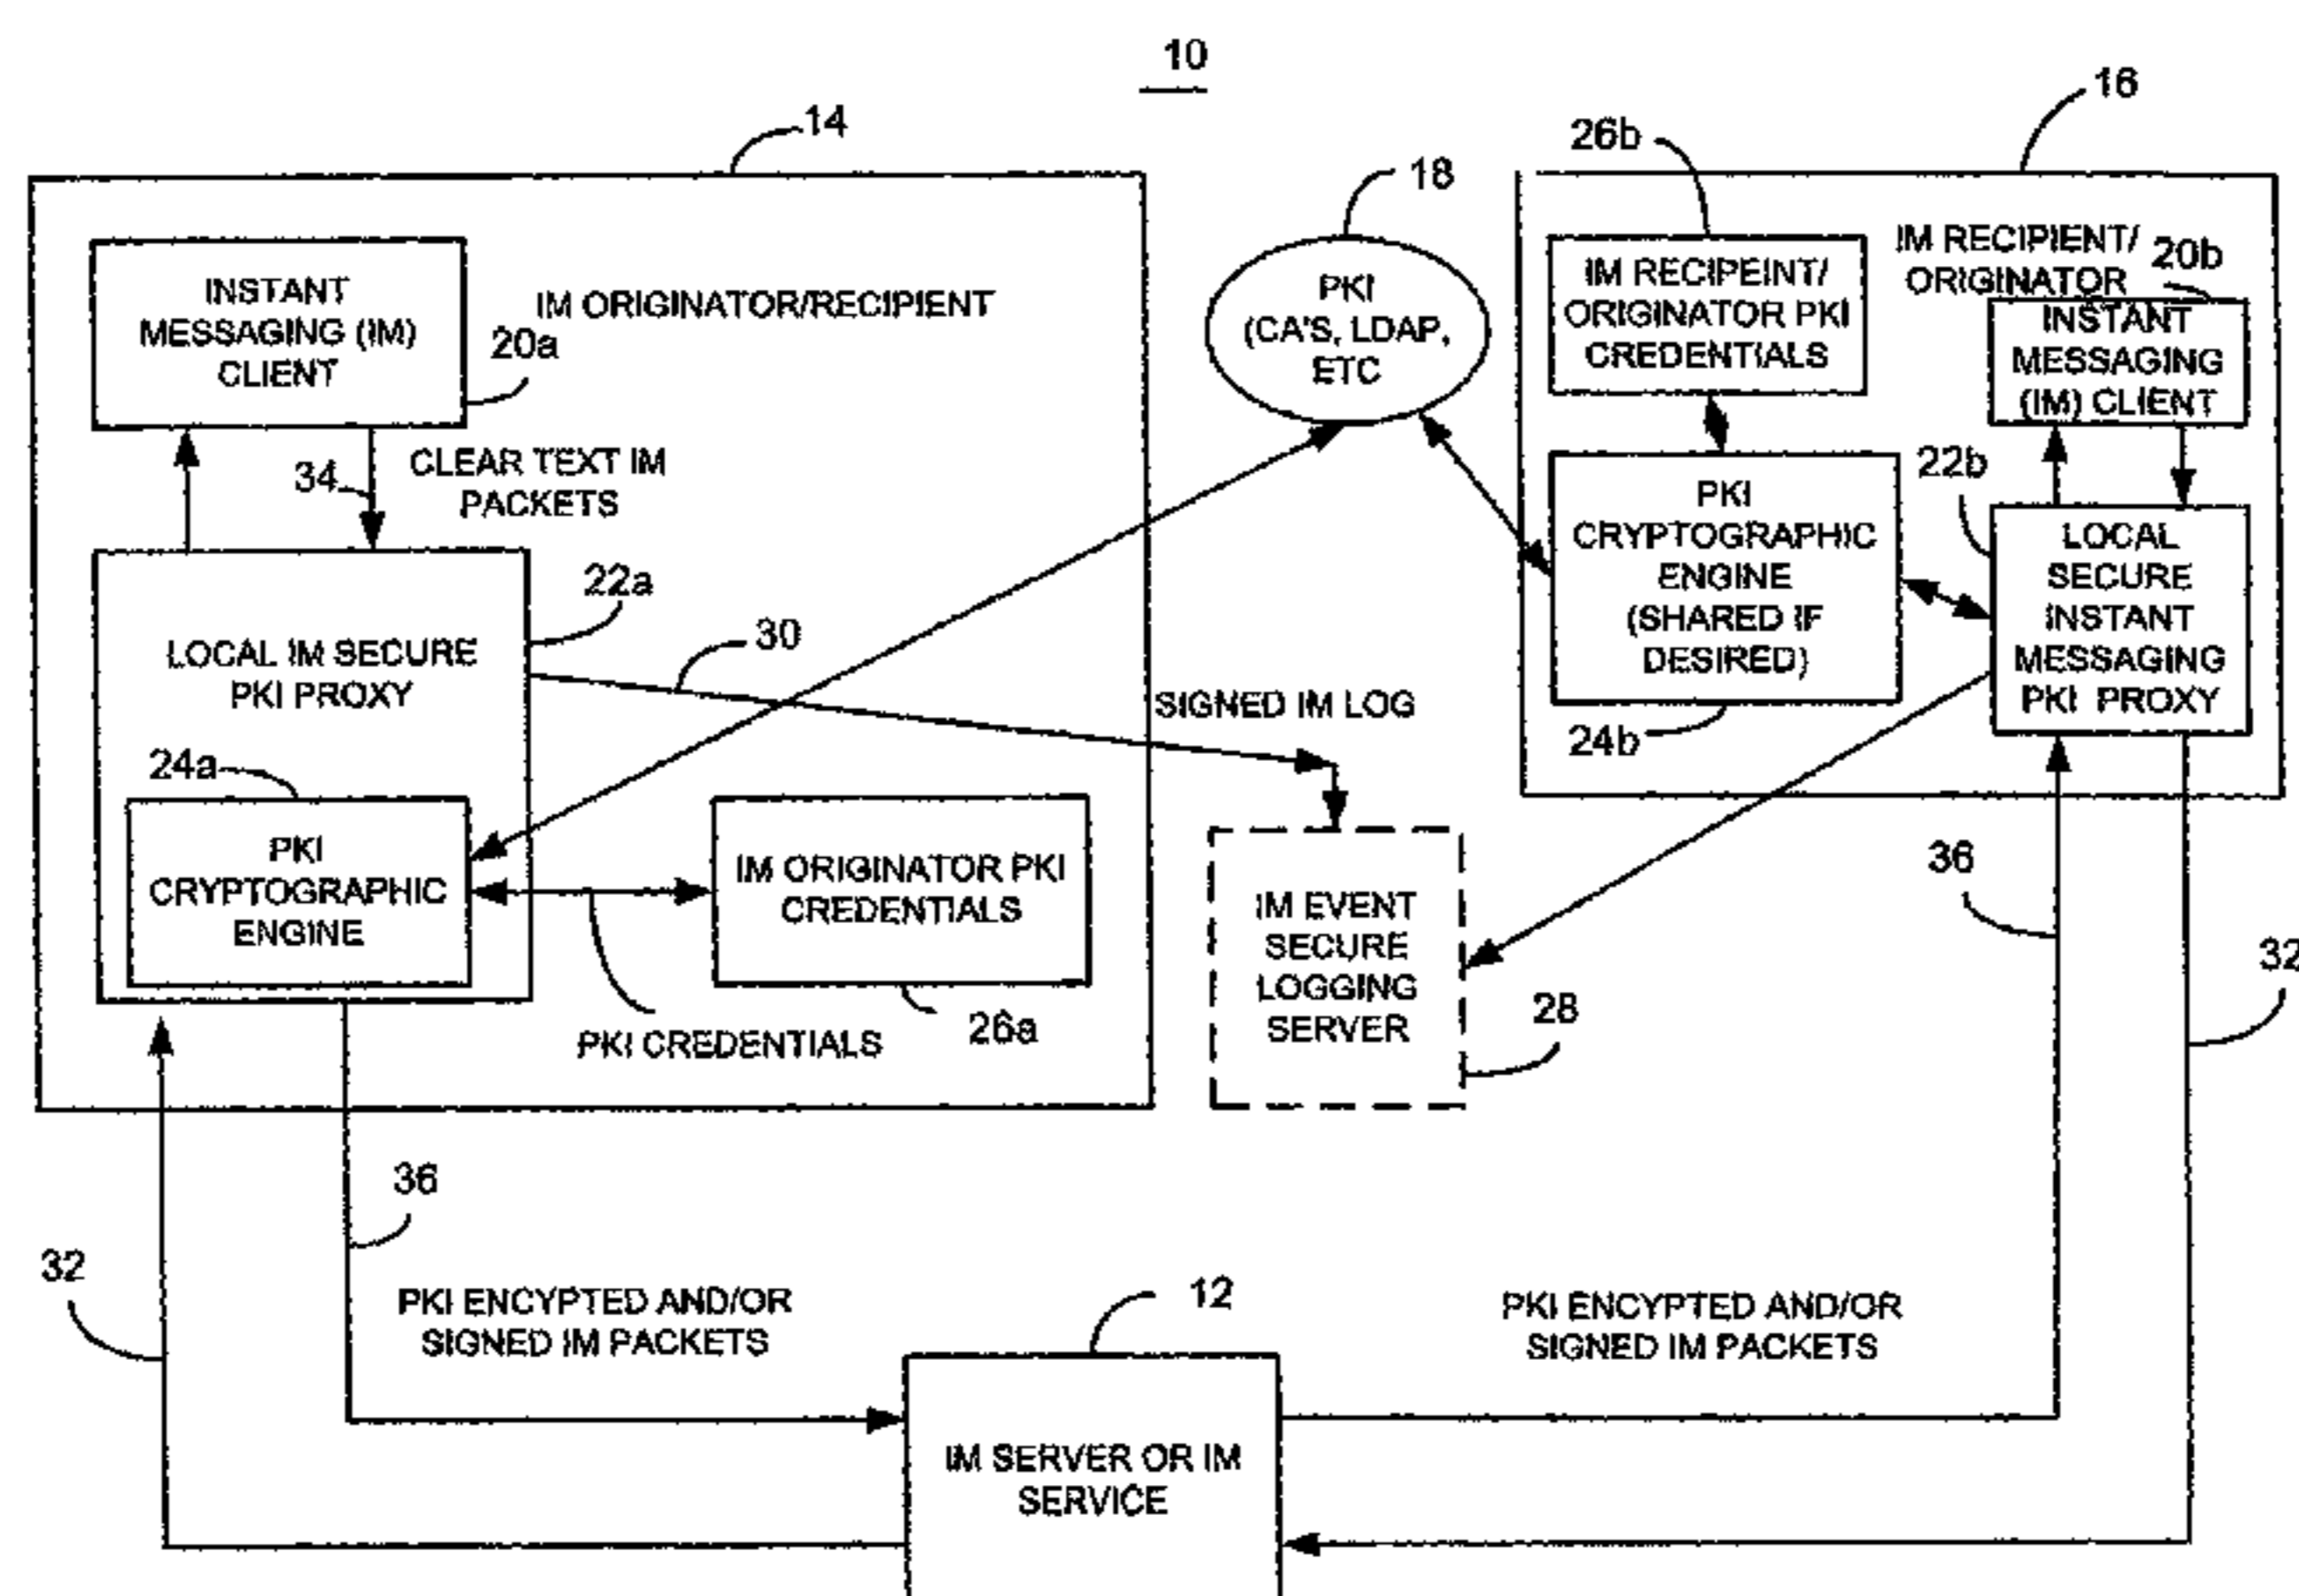 10
14
16
26b
18
INSTANT
MESSAGING (IM)
CLIENT
IM ORIGINATOR/RECIPIENT
20a
PKI
(CA'S, LDAP,
ETC
IM RECIPEINT/
ORIGINATOR PKI
CREDENTIALS
IM RECIPIENT/
ORIGINATOR
20b
INSTANT
MESSAGING
(IM) CLIENT
34
CLEAR TEXT IM
PACKETS
22b
PKI
CRYPTOGRAPHIC
ENGINE
(SHARED IF
DESIRED)
24b
LOCAL
SECURE
INSTANT
MESSAGING
PKI PROXY
22a
LOCAL IM SECURE
PKI PROXY
30
SIGNED IM LOG
24a
PKI
CRYPTOGRAPHIC
ENGINE
IM ORIGINATOR PKI
CREDENTIALS
26a
PKI CREDENTIALS
IM EVENT
SECURE
LOGGING
SERVER
28
36
32
36
32
PKI ENCYPTED AND/OR
SIGNED IM PACKETS
12
PKI ENCYPTED AND/OR
SIGNED IM PACKETS
IM SERVER OR IM
SERVICE